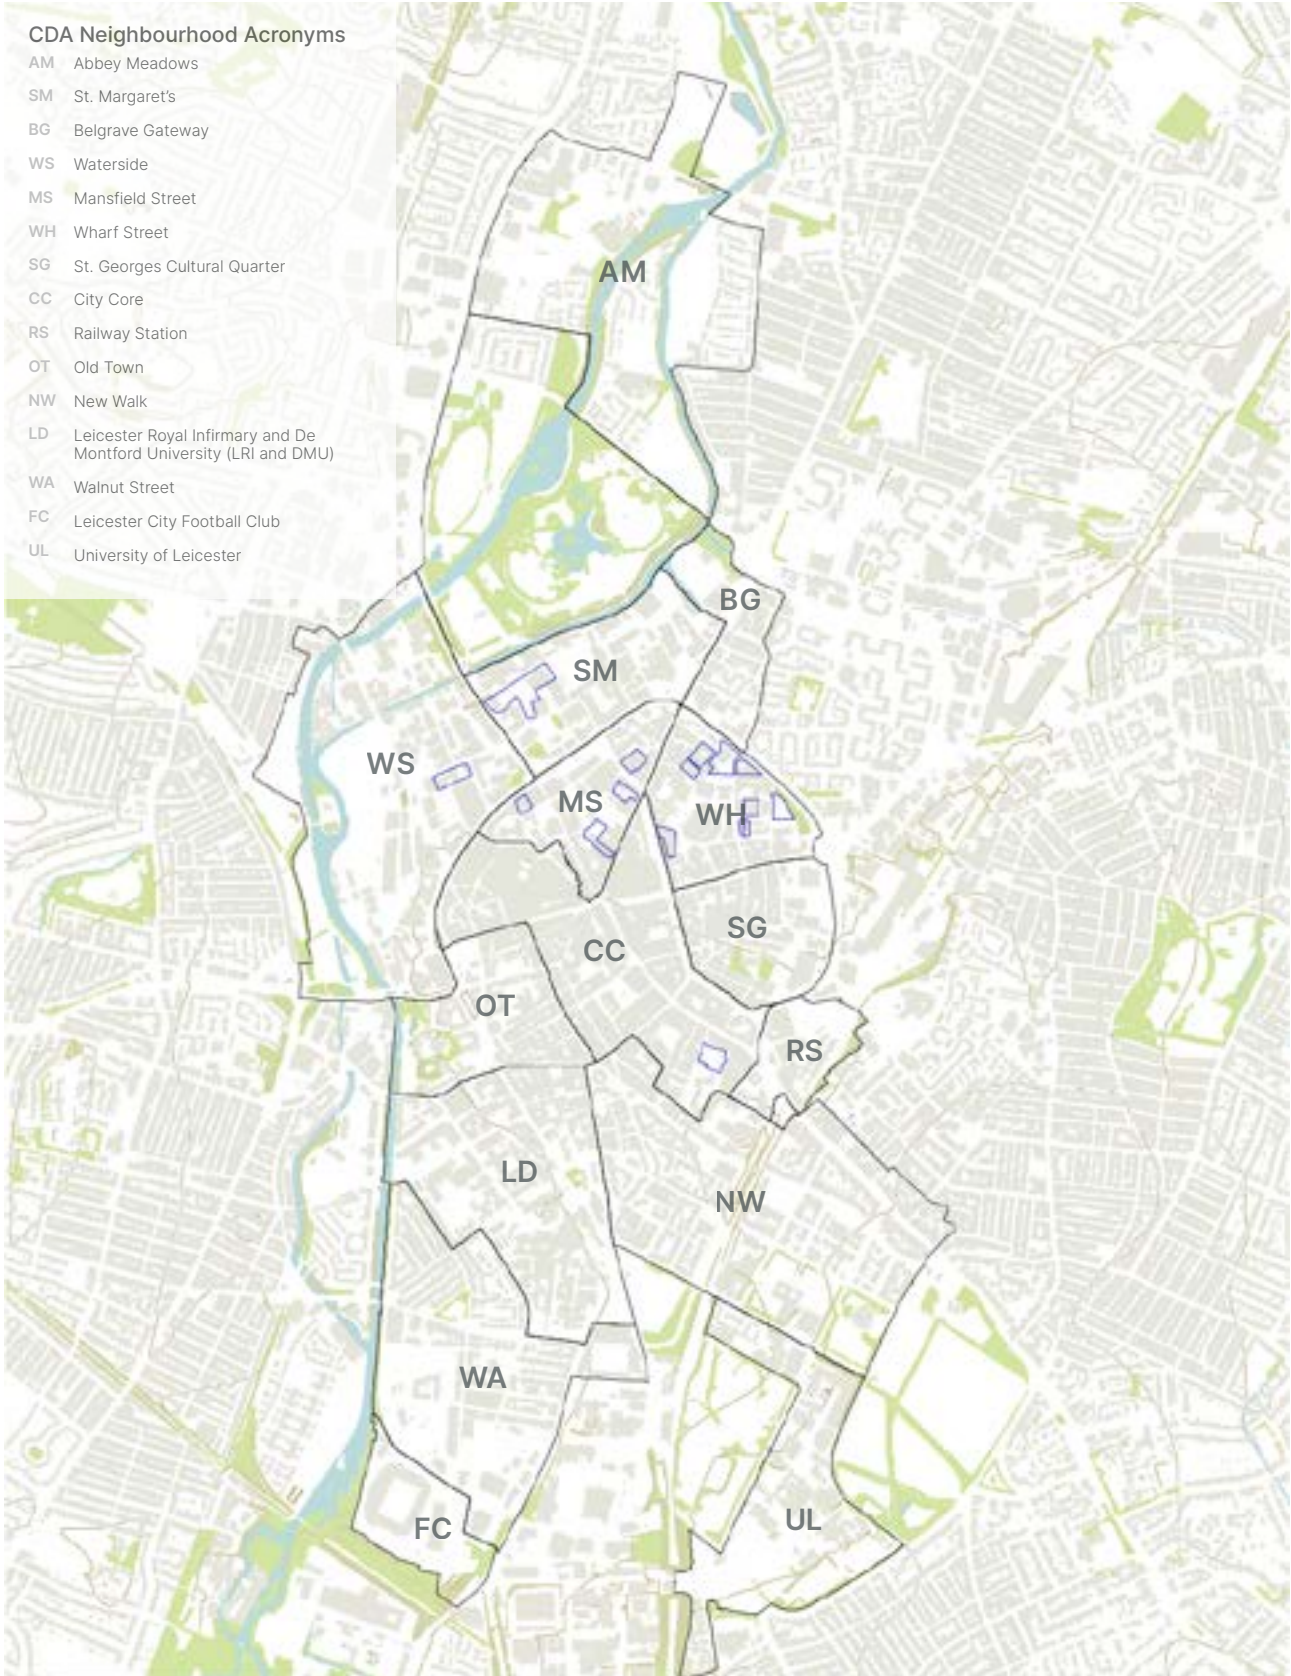 CDA Neighbourhood Acronyms
AM Abbey Meadows
SM St. Margaret's
BG Belgrave Gateway
WS Waterside
MS Mansfield Street
WH Wharf Street
SG St. Georges Cultural Quarter
CC City Core
RS Railway Station
OT Old Town
NW New Walk
LD Leicester Royal Infirmary and De
Montford University (LRI and DMU)
WA Walnut Street
FC Leicester City Football Club
UL University of Leicester
AM
BG
SM
WS
MS
WH
SG
CC
OT
RS
LD
NW
WA
UL
FC